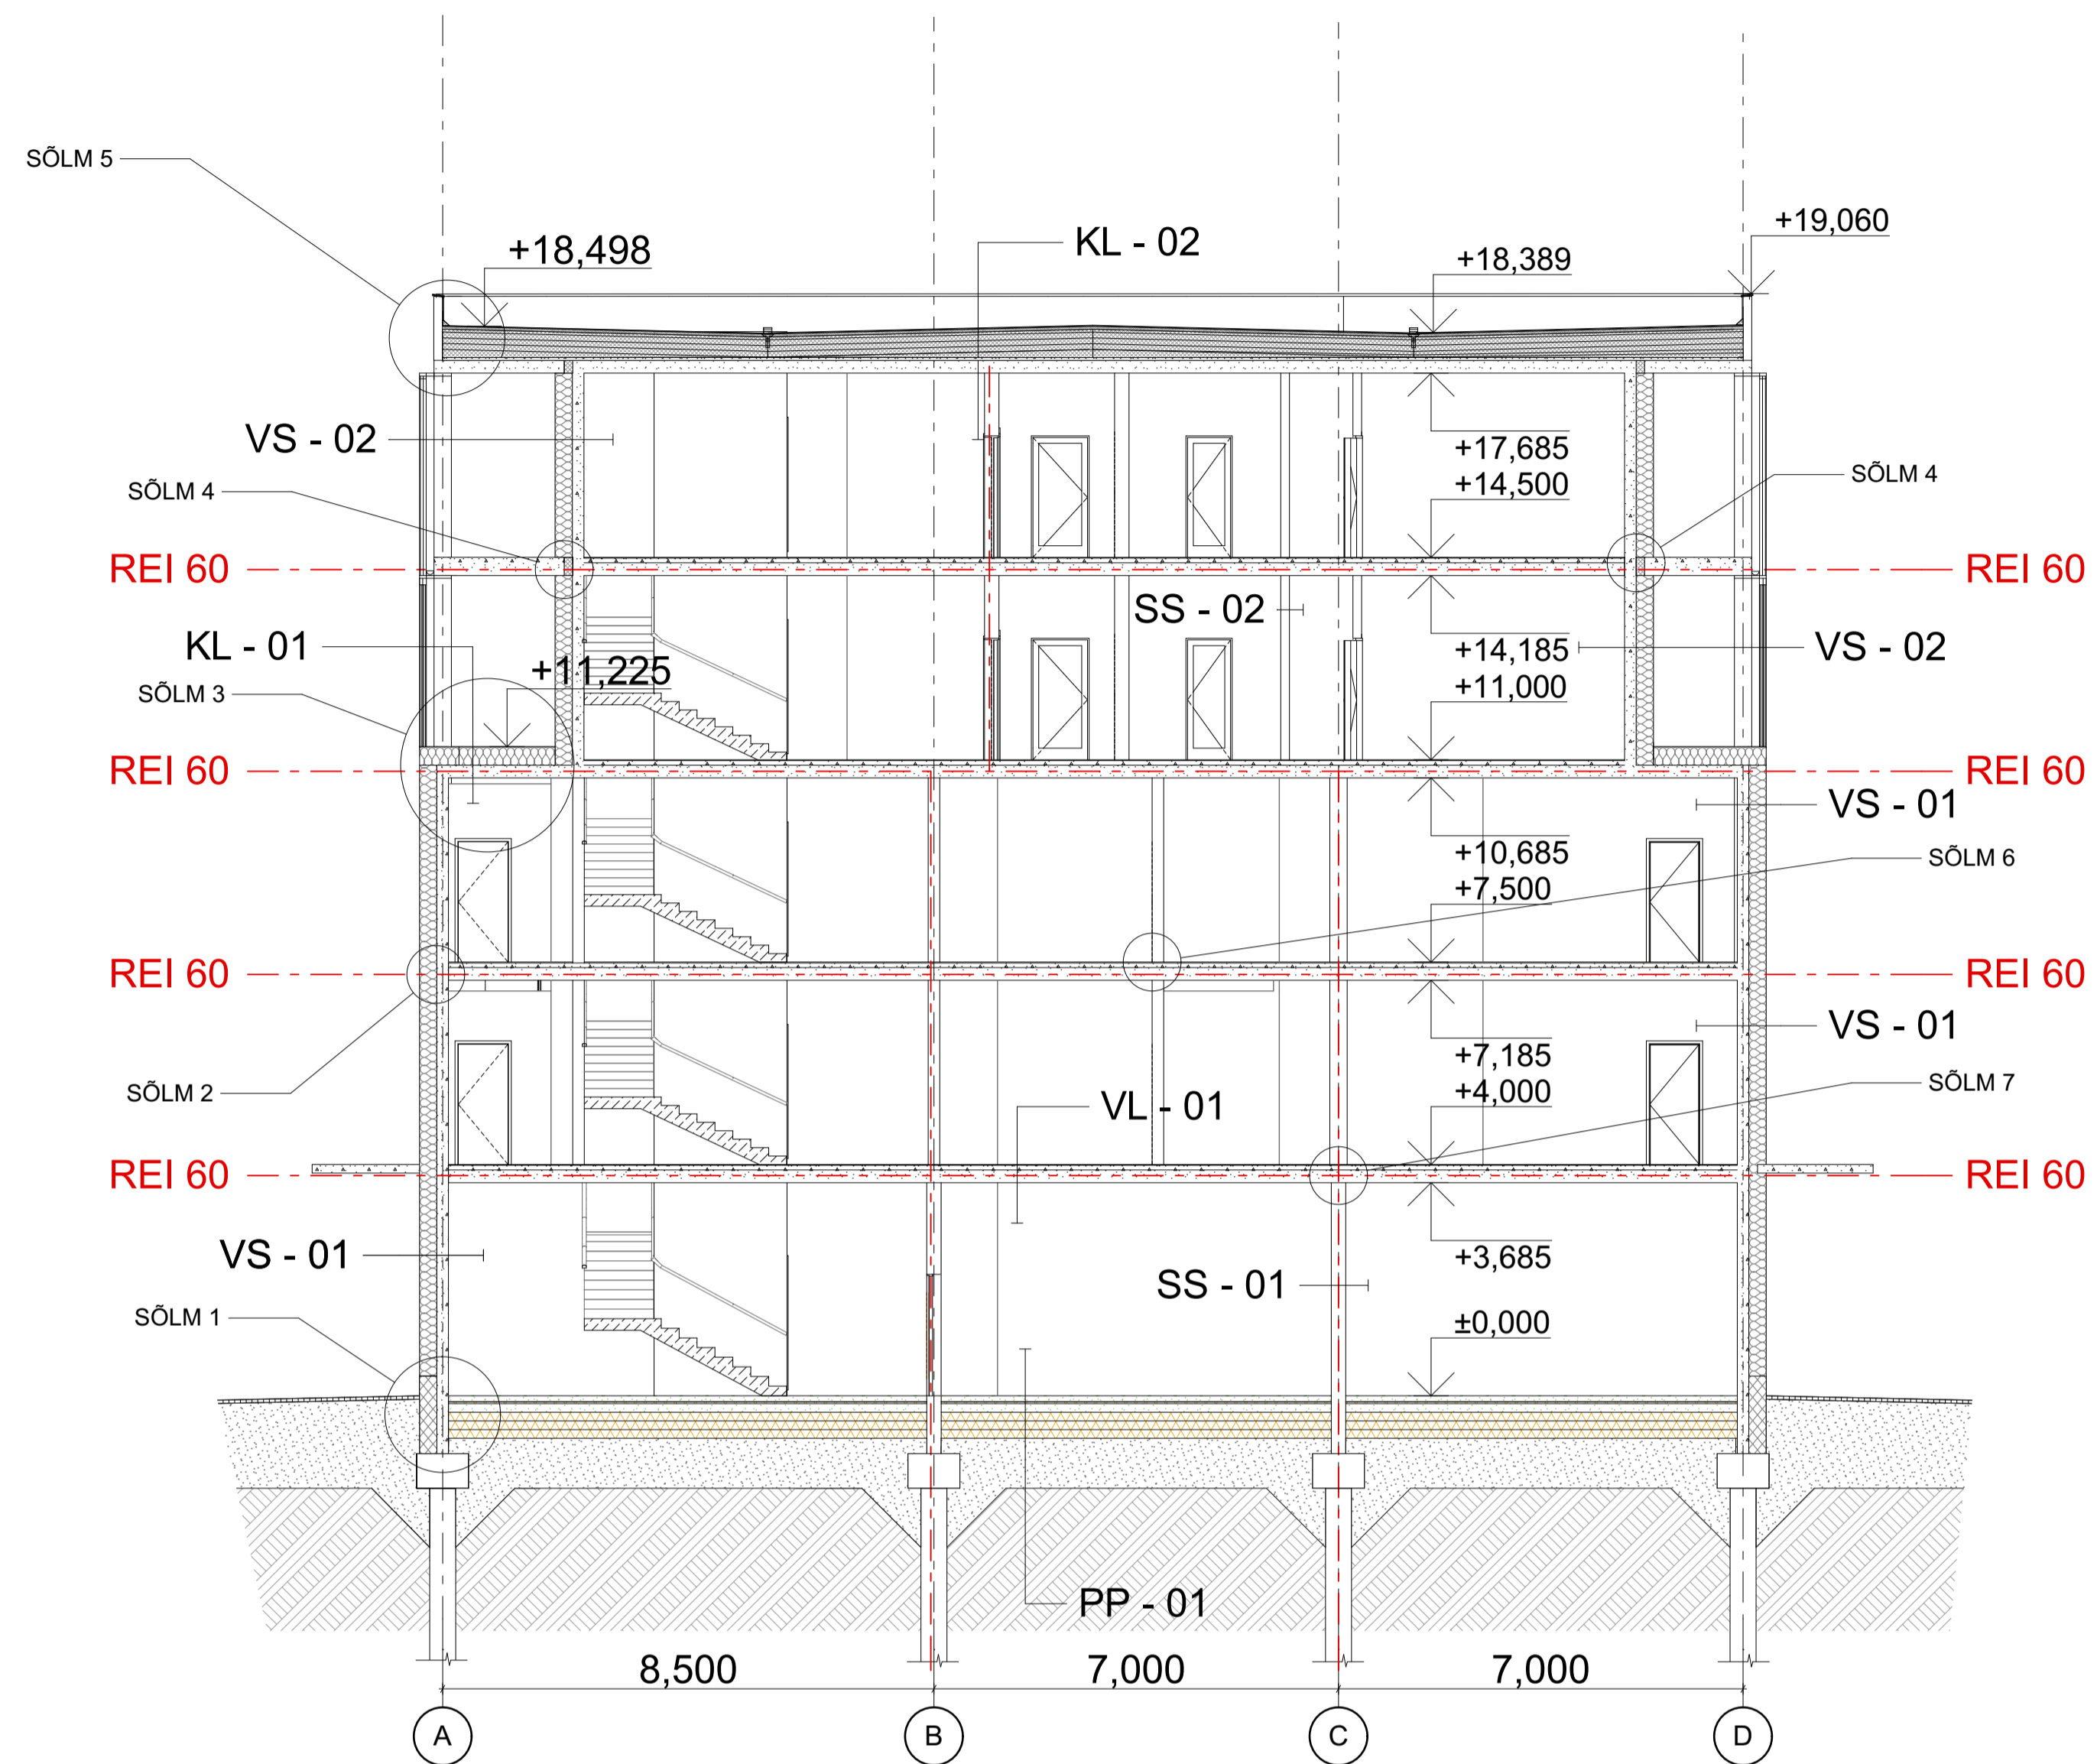 SÕLM 5
+19,060
KL - 02
+18,498
+18,389
VS - 02
+17,685
+14,500
SÕLM 4
SÕLM 4
REI 60
REI 60
SS - 02
KL - 01
+14,185
VS - 02
+11,225
+11,000
SÕLM 3
REI 60
REI 60
VS - 01
+10,685
SÕLM 6
+7,500
REI 60
REI 60
VS - 01
+7,185
SÕLM 7
+4,000
SÕLM 2
VL - 01
REI 60
REI 60
VS - 01
+3,685
SS - 01
SÕLM 1
±0,000
PP - 01
8,500
7,000
7,000
A
B
C
D